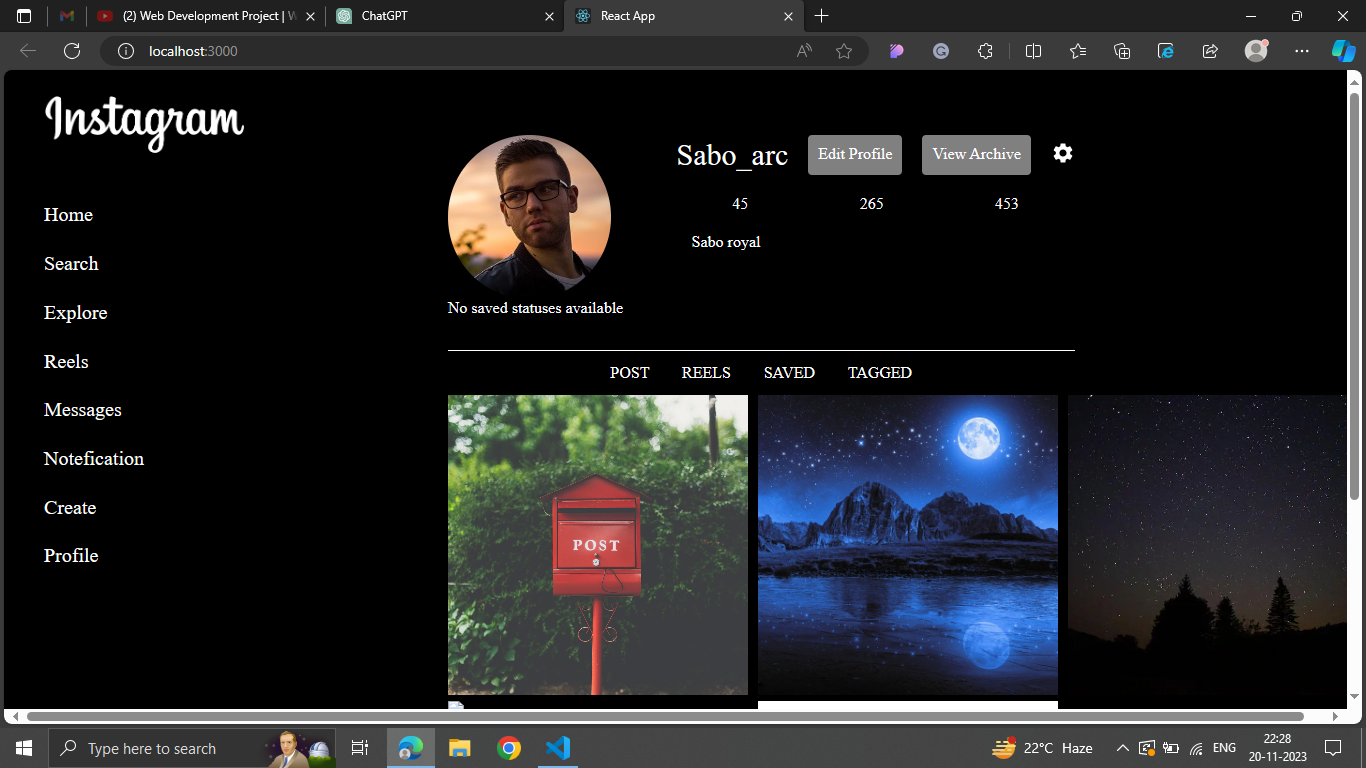 (2) Web Development Project | W
ChatGPT
React App
localhost:3000
Instagram
Sabo_arc
Edit Profile
View Archive
45
265
453
Sabo royal
No saved statuses available
Home
Search
Explore
Reels
Messages
Notefication
Create
Profile
POST
REELS
SAVED
TAGGED
POST
Type here to search
22°C Haze
ENG
22:28
20-11-2023